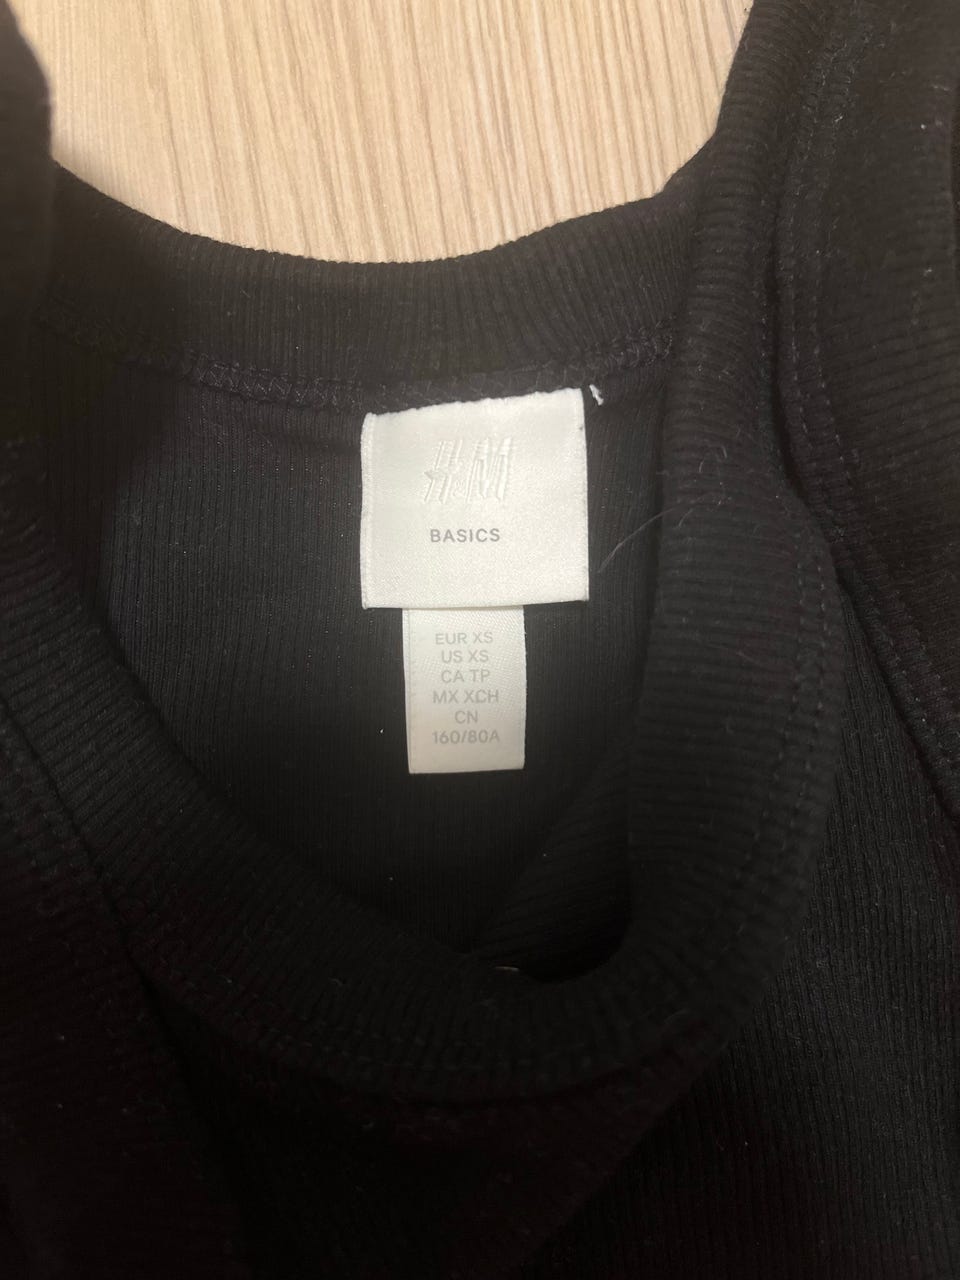 H&M
BASICS
EUR XS
US XS
CA TP
MX XCH
CN
160/80A